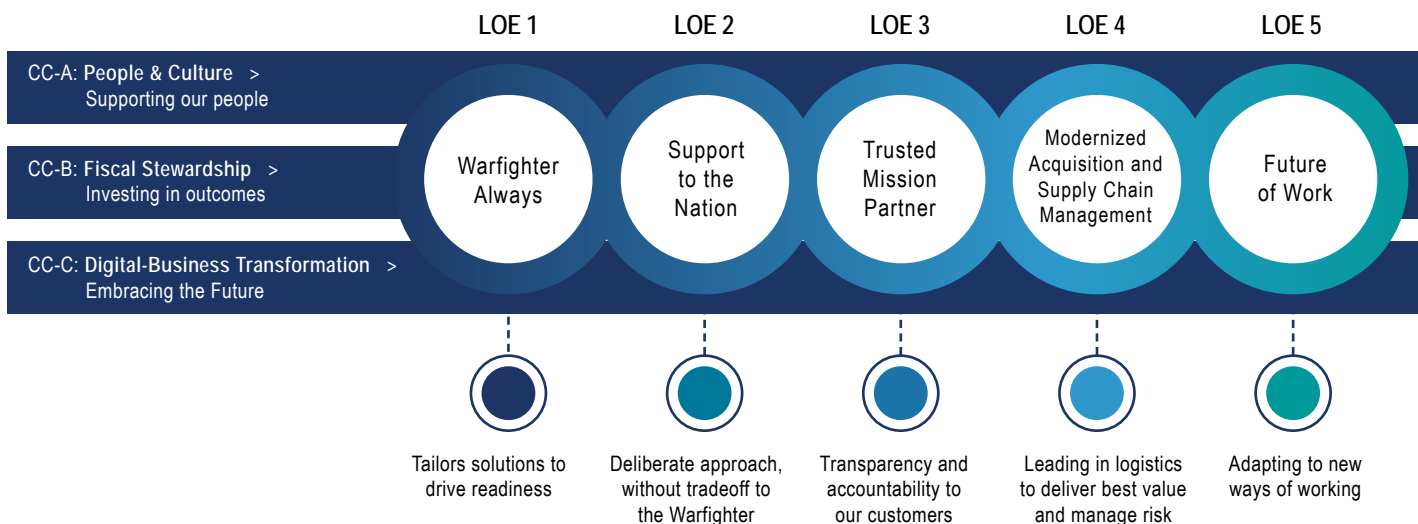 LOE 1
LOE 2
LOE 3
LOE 4
LOE 5
CC-A: People & Culture >
Supporting our people
CC-B: Fiscal Stewardship >
Investing in outcomes
CC-C: Digital-Business Transformation >
Embracing the Future
Warfighter
Always
Support
to the
Nation
Trusted
Mission
Partner
Modernized
Acquisition and
Supply Chain
Management
Future
of Work
Tailors solutions to
drive readiness
Deliberate approach,
without tradeoff to
the Warfighter
Transparency and
accountability to
our customers
Leading in logistics
to deliver best value
and manage risk
Adapting to new
ways of working